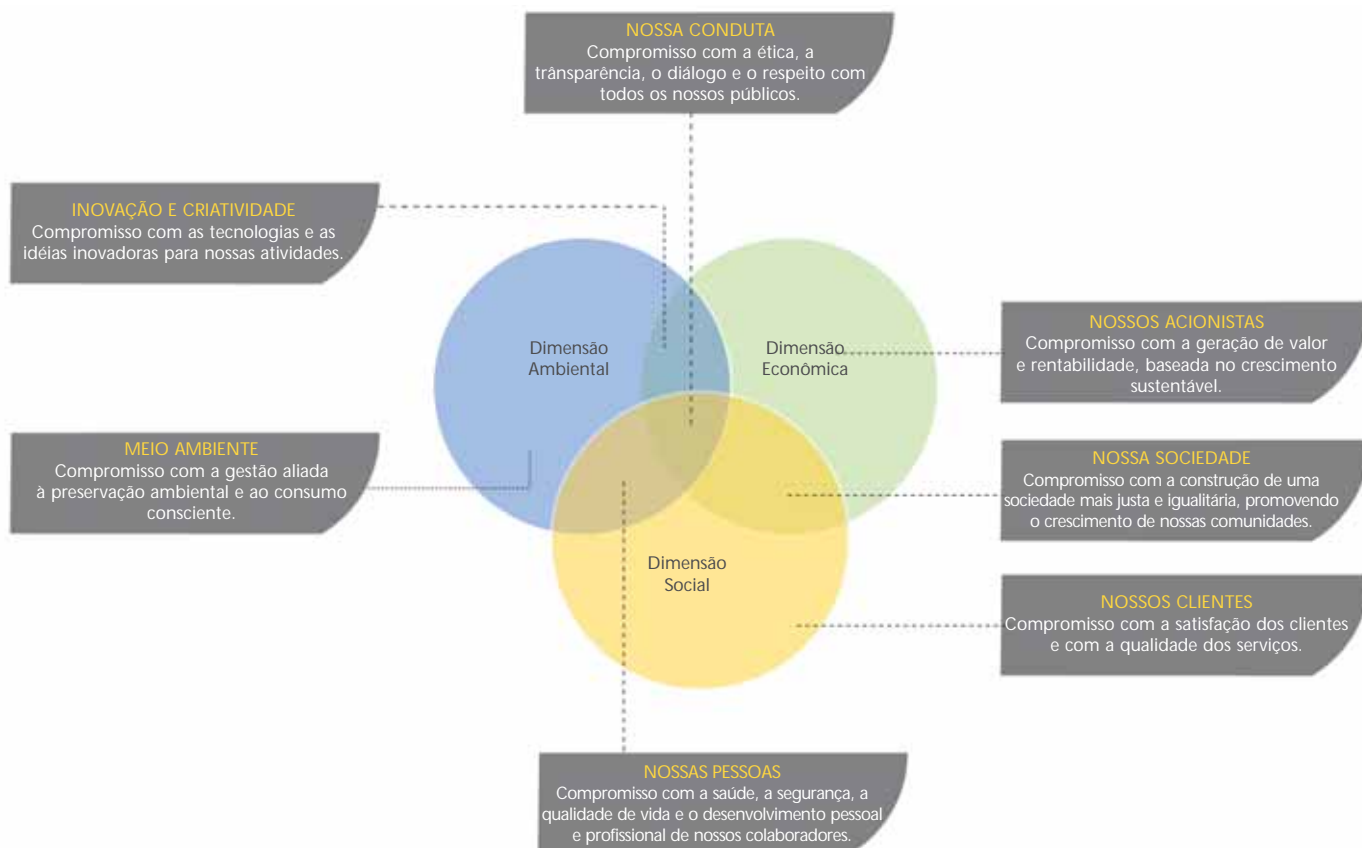 NOSSA CONDUTA
Compromisso com a ética, a
trânsparência, o diálogo e o respeito com
todos os nossos públicos.
INOVAÇÃO E CRIATIVIDADE
Compromisso com as tecnologias e as
idéias inovadoras para nossas atividades.
Dimensão
Ambiental
Dimensão
Econômica
NOSSOS ACIONISTAS
Compromisso com a geração de valor
e rentabilidade, baseada no crescimento
sustentável.
MEIO AMBIENTE
Compromisso com a gestão aliada
à preservação ambiental e ao consumo
consciente.
NOSSA SOCIEDADE
Compromisso com a construção de uma
sociedade mais justa e igualitária, promovendo
o crescimento de nossas comunidades.
Dimensão
Social
NOSSOS CLIENTES
Compromisso com a satisfação dos clientes
e com a qualidade dos serviços.
NOSSAS PESSOAS
Compromisso com a saúde, a segurança, a
qualidade de vida e o desenvolvimento pessoal
e profissional de nossos colaboradores.